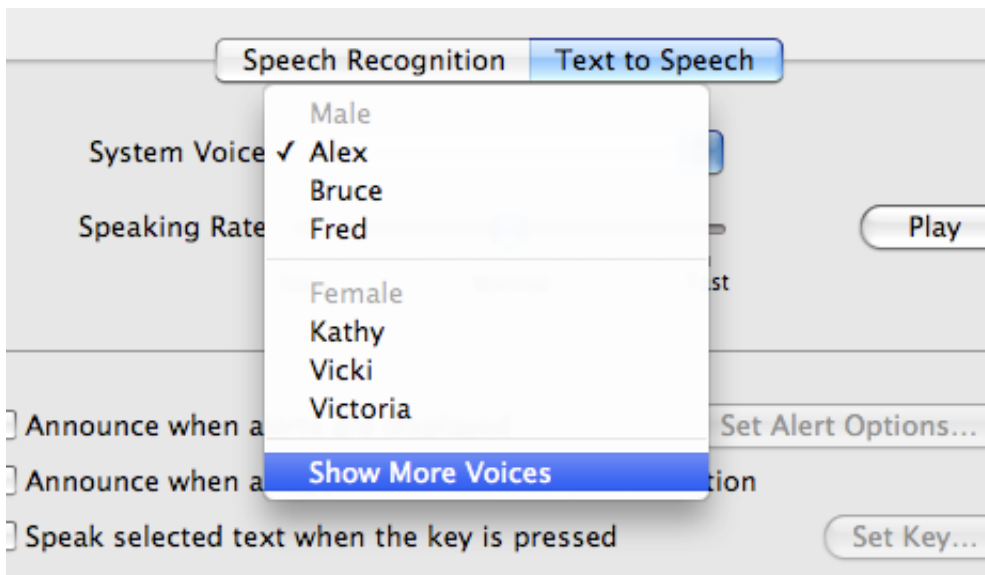 Speech Recognition Text to Speech
Male
System Voice ✓ Alex
Bruce
Speaking Rate Fred Play
st
Female
Kathy
Vicki
Victoria
Announce when a Set Alert Options...
Show More Voices
Announce when a tion
Speak selected text when the key is pressed Set Key...